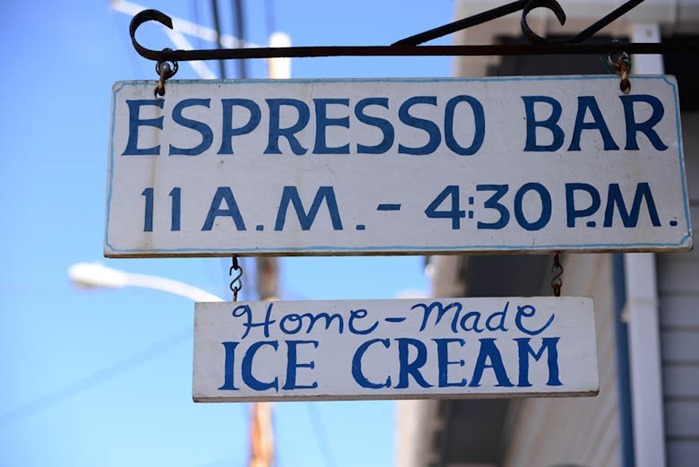 ESPRESSO BAR
11 A.M. - 4:30 P.M.
Home-Made
ICE CREAM